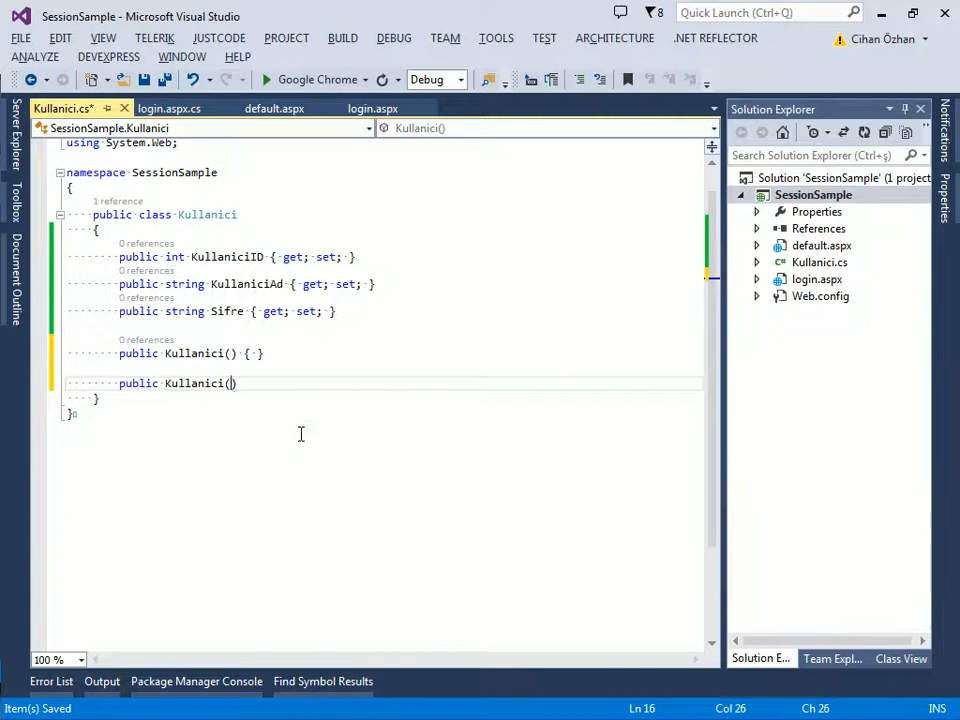 SessionSample - Microsoft Visual Studio
8
Quick Launch (Ctrl+Q)
FILE EDIT VIEW TELERIK JUSTCODE PROJECT BUILD DEBUG TEAM TOOLS TEST ARCHITECTURE .NET REFLECTOR
Cihan Özhan
ANALYZE DEVEXPRESS WINDOW HELP
Google Chrome
Debug
Server Explorer
Toolbox
Document Outline
Kullanici.cs*
login.aspx.cs
default.aspx
login.aspx
SessionSample.Kullanici
Kullanici()
using System.Web;
namespace SessionSample
{
1 reference
public class Kullanici
{
0 references
public int KullaniciID { get; set; }
0 references
public string KullaniciAd { get; set; }
0 references
public string Sifre { get; set; }
0 references
public Kullanici() { }
public Kullanici()
}
}
100 %
Solution Explorer
Search Solution Explorer (Ctrl+ş)
Solution 'SessionSample' (1 project
SessionSample
Properties
References
default.aspx
Kullanici.cs
login.aspx
Web.config
Notifications
Properties
Solution E...
Team Expl...
Class View
Error List
Output
Package Manager Console
Find Symbol Results
Item(s) Saved
Ln 16
Col 26
Ch 26
INS